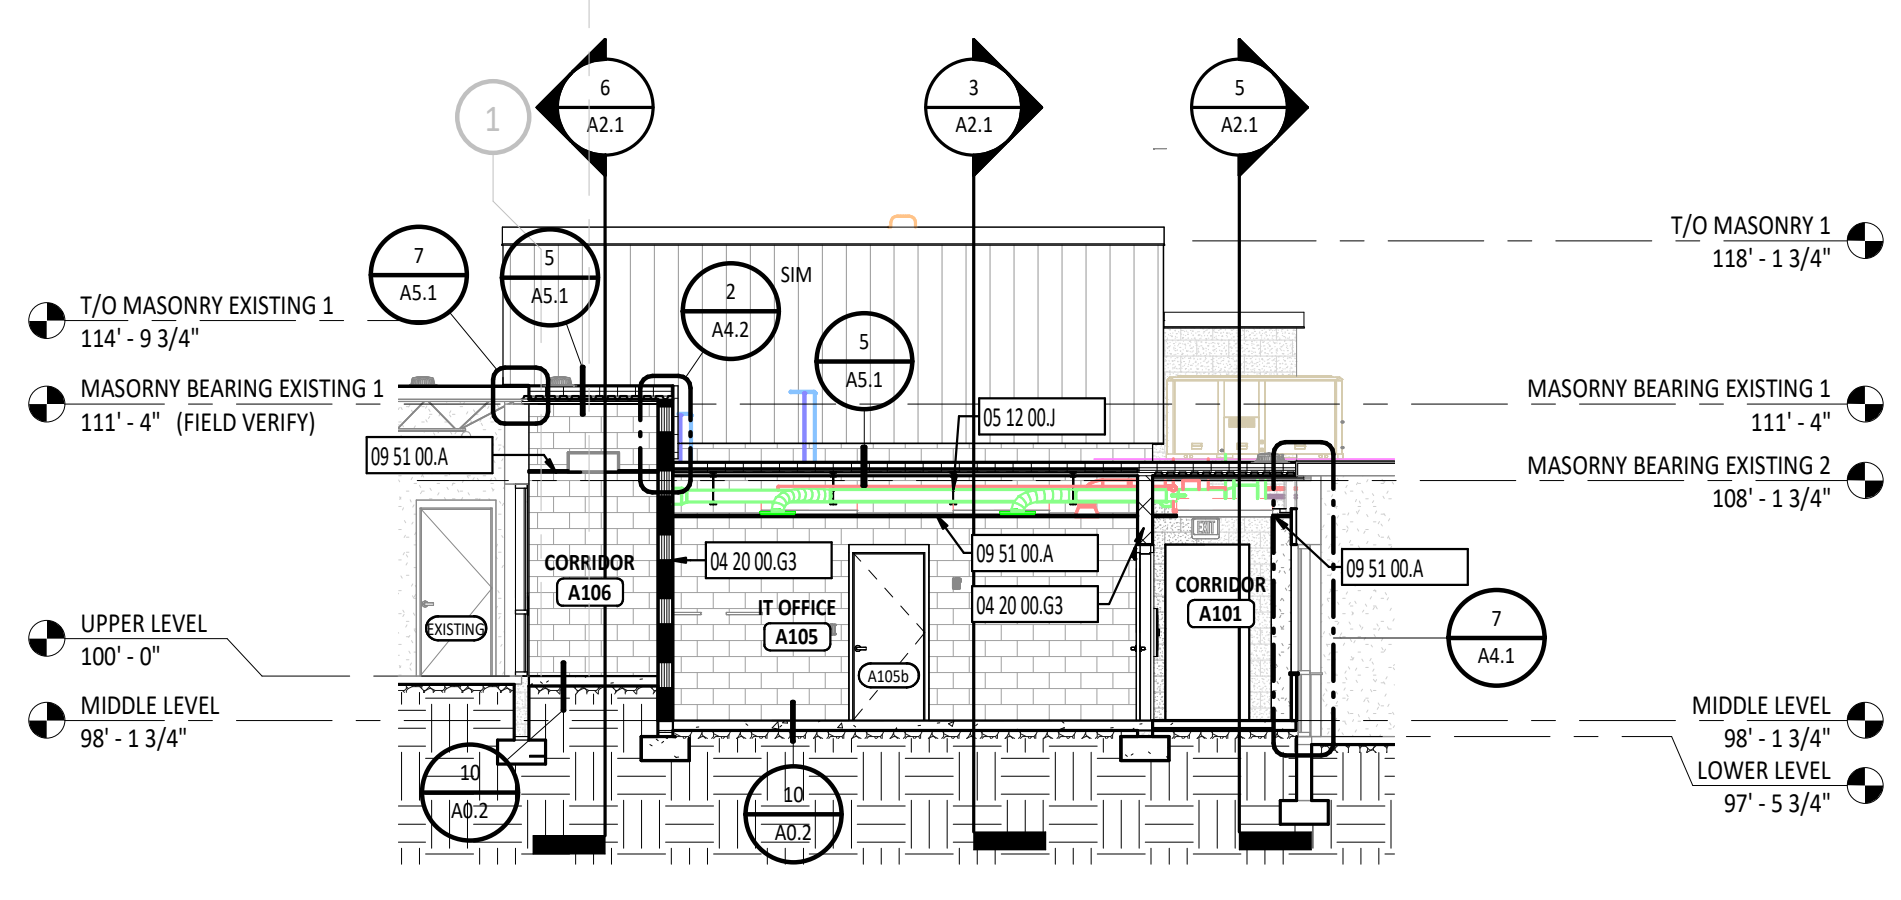 6
A2.1
3
A2.1
5
A2.1
1
T/O MASONRY 1
118' - 1 3/4"
7
A5.1
5
A5.1
2
A4.2
SIM
T/O MASONRY EXISTING 1
114' - 9 3/4"
5
A5.1
MASORNY BEARING EXISTING 1
111' - 4" (FIELD VERIFY)
MASORNY BEARING EXISTING 1
111' - 4"
05 12 00.J
09 51 00.A
MASORNY BEARING EXISTING 2
108' - 1 3/4"
EXIT
04 20 00.G3
09 51 00.A
09 51 00.A
CORRIDOR
A106
CORRIDOR
A101
04 20 00.G3
IT OFFICE
A105
EXISTING
UPPER LEVEL
100' - 0"
7
A4.1
A105b
MIDDLE LEVEL
98' - 1 3/4"
MIDDLE LEVEL
98' - 1 3/4"
LOWER LEVEL
97' - 5 3/4"
10
A0.2
10
A0.2